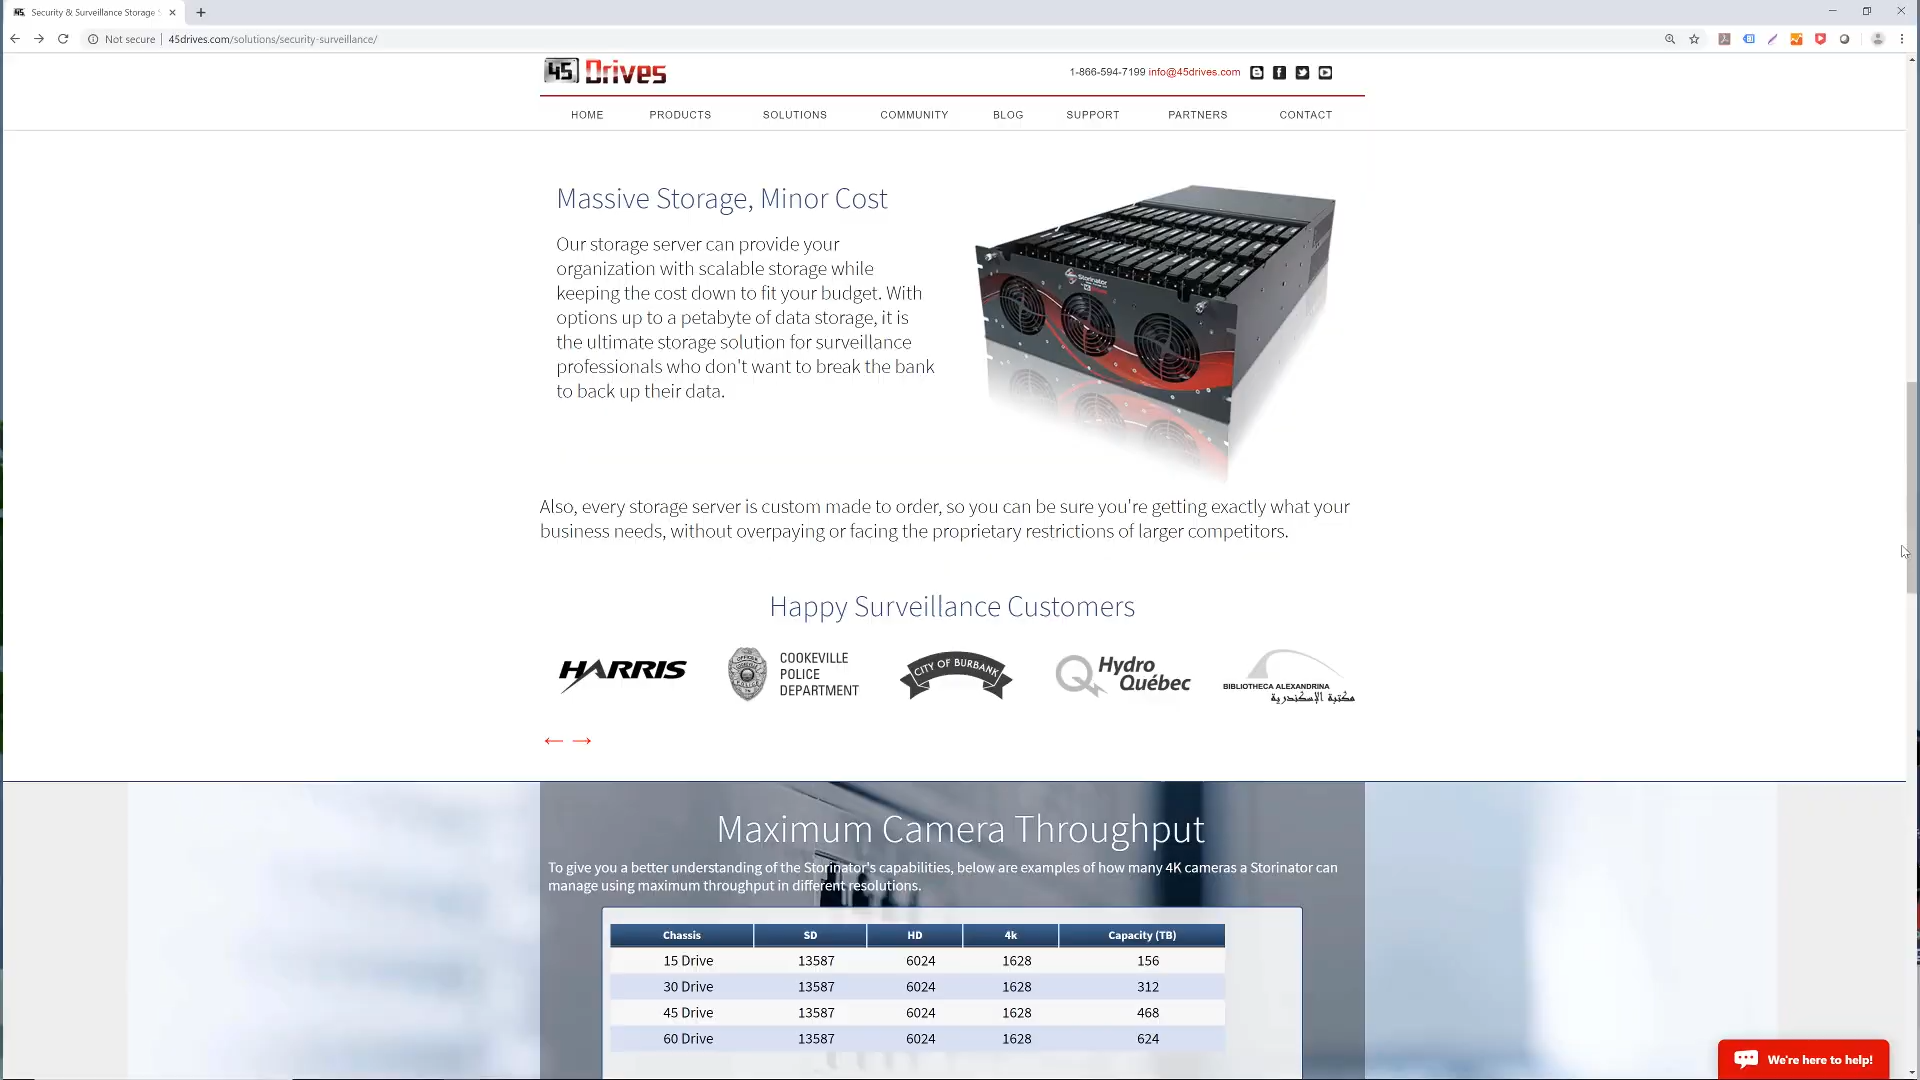 Security & Surveillance Storage
Not secure | 45drives.com/solutions/security-surveillance/
45 Drives
1-866-594-7199 info@45drives.com
HOME PRODUCTS SOLUTIONS COMMUNITY BLOG SUPPORT PARTNERS CONTACT
Massive Storage, Minor Cost
Our storage server can provide your
organization with scalable storage while
keeping the cost down to fit your budget. With
options up to a petabyte of data storage, it is
the ultimate storage solution for surveillance
professionals who don't want to break the bank
to back up their data.
Storinator
Also, every storage server is custom made to order, so you can be sure you're getting exactly what your
business needs, without overpaying or facing the proprietary restrictions of larger competitors.
Happy Surveillance Customers
HARRIS
OFFICER
POLICE
COOKEVILLE
POLICE
DEPARTMENT
CITY OF BURBANK
Hydro
Québec
BIBLIOTHECA ALEXANDRINA
مكتبة الإسكندرية
← →
Maximum Camera Throughput
To give you a better understanding of the Storinator's capabilities, below are examples of how many 4K cameras a Storinator can
manage using maximum throughput in different resolutions.
Chassis SD HD 4k Capacity (TB)
15 Drive 13587 6024 1628 156
30 Drive 13587 6024 1628 312
45 Drive 13587 6024 1628 468
60 Drive 13587 6024 1628 624
We're here to help!